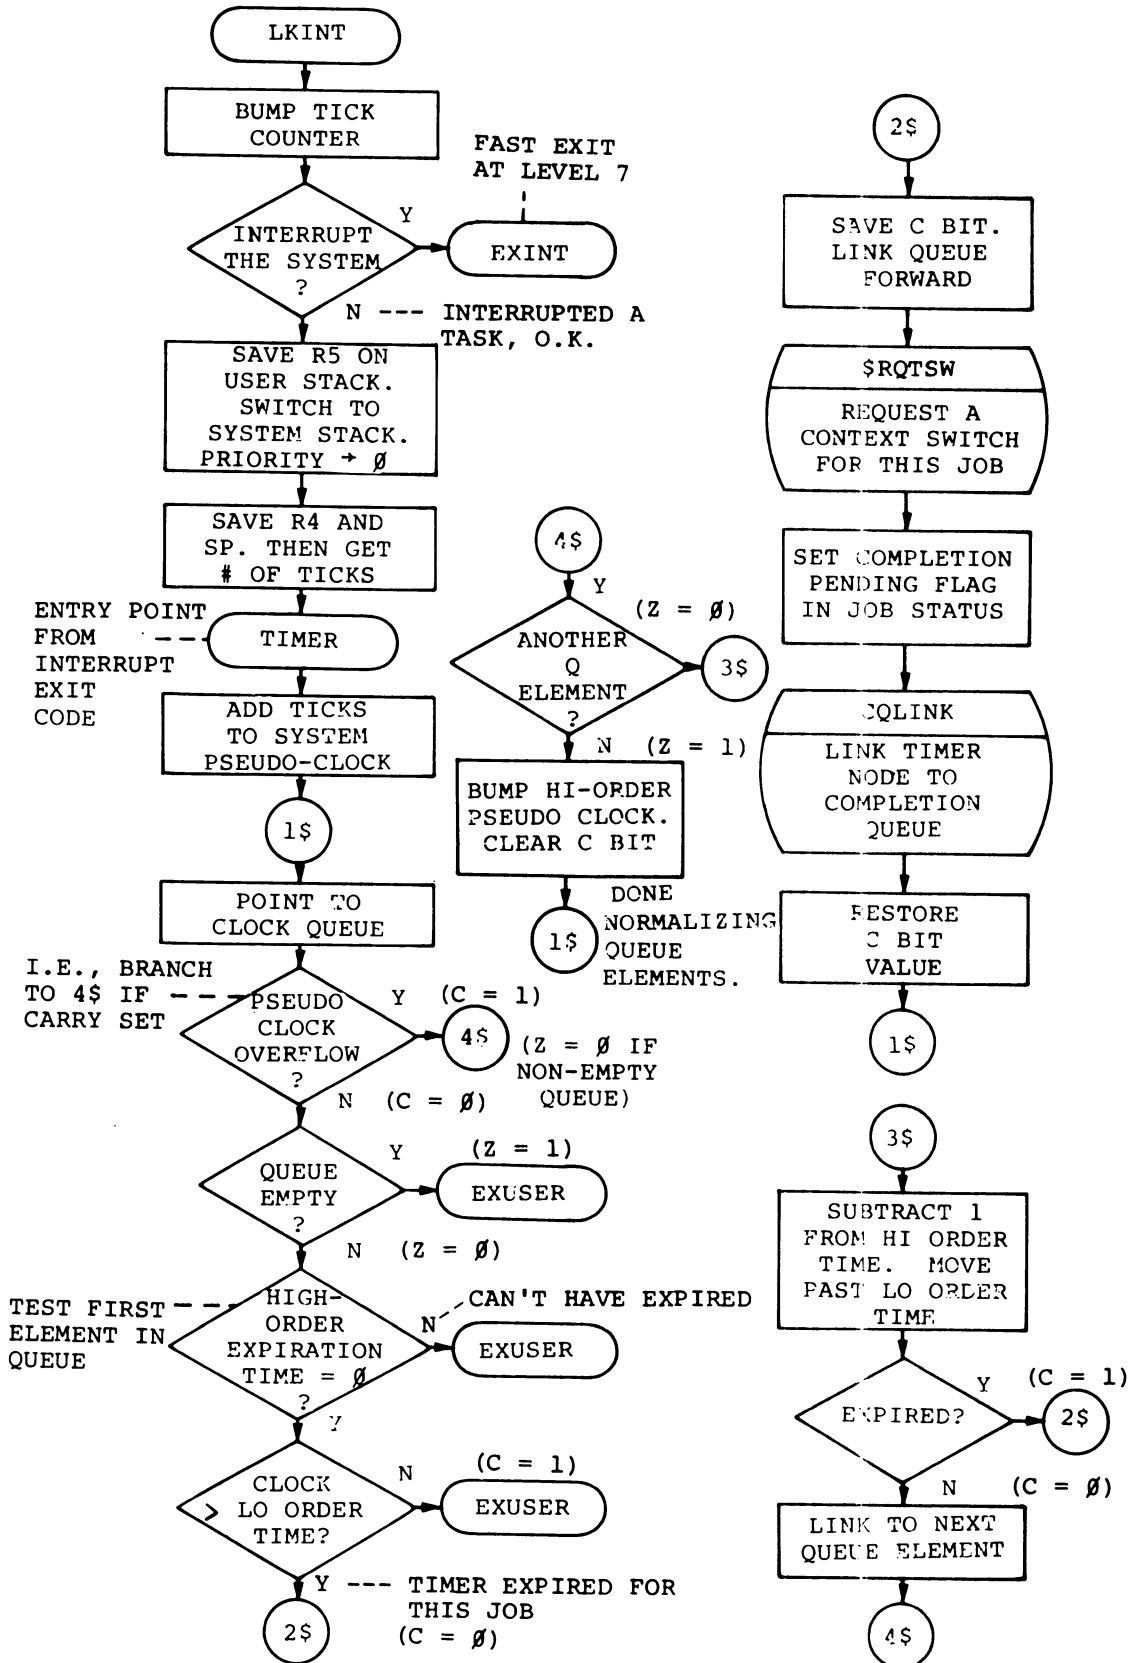 LKINT
BUMP TICK
COUNTER
FAST EXIT
AT LEVEL 7
INTERRUPT
THE SYSTEM
?
Y
EXINT
N --- INTERRUPTED A
TASK, O.K.
SAVE R5 ON
USER STACK.
SWITCH TO
SYSTEM STACK.
PRIORITY → Ø
SAVE R4 AND
SP. THEN GET
# OF TICKS
ENTRY POINT
FROM ---
INTERRUPT
EXIT
CODE
TIMER
ADD TICKS
TO SYSTEM
PSEUDO-CLOCK
1$
POINT TO
CLOCK QUEUE
I.E., BRANCH
TO 4$ IF ---
CARRY SET
PSEUDO
CLOCK
OVERFLOW
?
Y (C = 1)
4$
(Z = Ø IF
NON-EMPTY
QUEUE)
N (C = Ø)
QUEUE
EMPTY
?
Y (Z = 1)
EXUSER
N (Z = Ø)
TEST FIRST ---
ELEMENT IN
QUEUE
HIGH-
ORDER
EXPIRATION
TIME = Ø
?
N -- CAN'T HAVE EXPIRED
EXUSER
Y
CLOCK
> LO ORDER
TIME?
N (C = 1)
EXUSER
Y --- TIMER EXPIRED FOR
THIS JOB
(C = Ø)
2$
4$
Y
ANOTHER
Q
ELEMENT
?
(Z = Ø)
3$
N (Z = 1)
BUMP HI-ORDER
PSEUDO CLOCK.
CLEAR C BIT
1$
DONE
NORMALIZING
QUEUE
ELEMENTS.
2$
SAVE C BIT.
LINK QUEUE
FORWARD
$RQTSW
REQUEST A
CONTEXT SWITCH
FOR THIS JOB
SET COMPLETION
PENDING FLAG
IN JOB STATUS
CQLINK
LINK TIMER
NODE TO
COMPLETION
QUEUE
RESTORE
C BIT
VALUE
1$
3$
SUBTRACT 1
FROM HI ORDER
TIME. MOVE
PAST LO ORDER
TIME
EXPIRED?
Y (C = 1)
2$
N (C = Ø)
LINK TO NEXT
QUEUE ELEMENT
4$